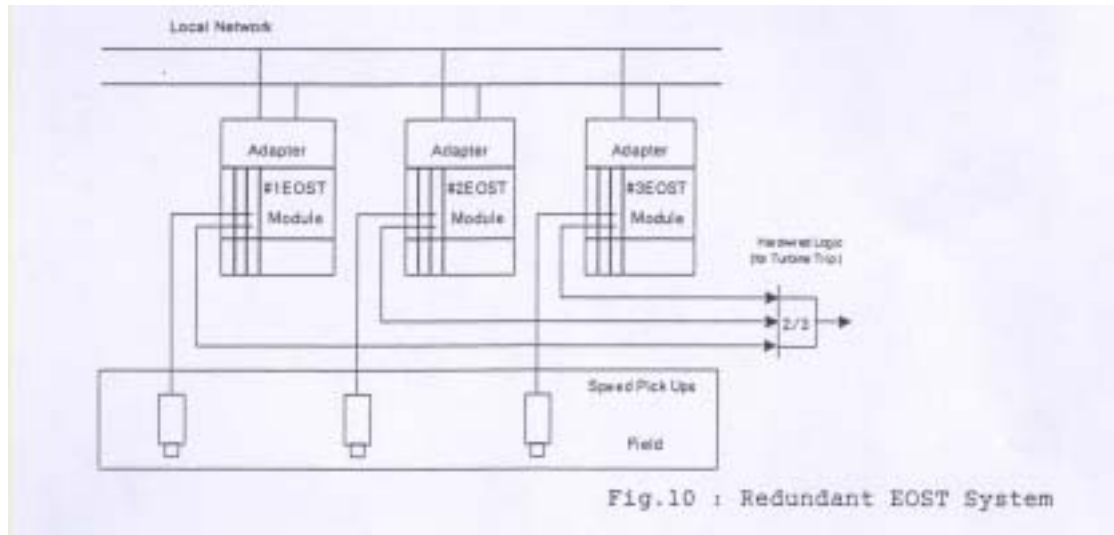 Local Network
Adapter
#1EOST
Module
Adapter
#2EOST
Module
Adapter
#3EOST
Module
Hardwired Logic
(for Turbine Trip)
2/3
Speed Pick Ups
Field
Fig.10 : Redundant EOST System